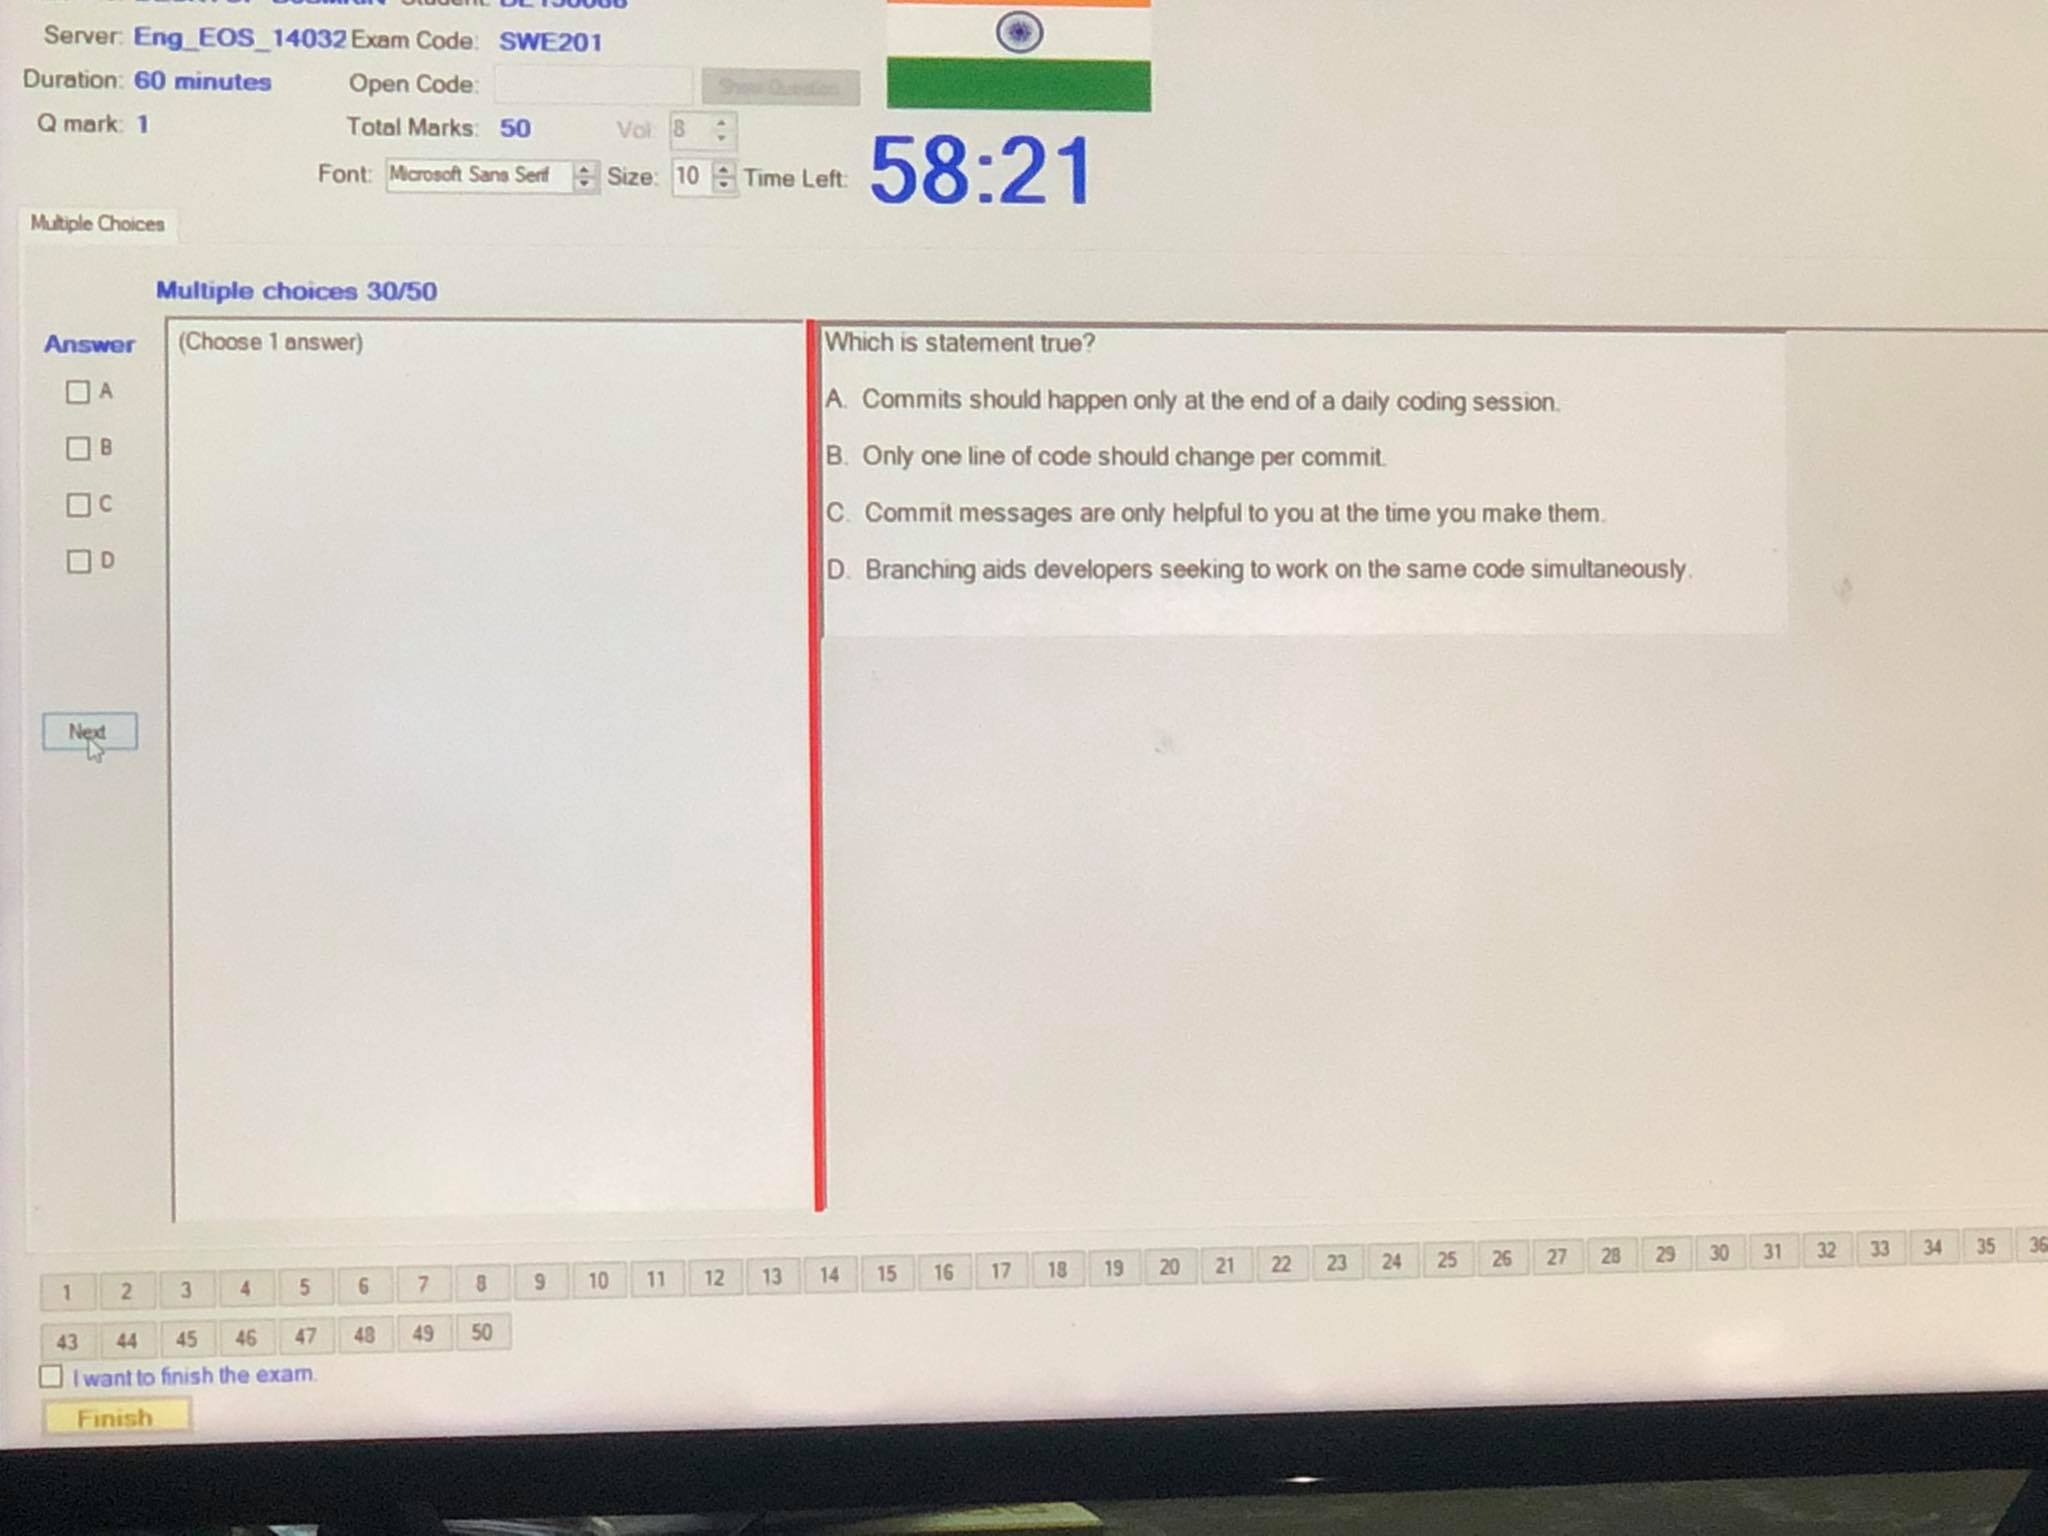 Server: Eng_EOS_14032 Exam Code: SWE201
Duration: 60 minutes Open Code: Show Question
Q mark: 1 Total Marks: 50 Vol: 8
Font: Microsoft Sans Serif Size: 10 Time Left: 58:21
Multiple Choices
Multiple choices 30/50
Answer
A
B
C
D
Next
(Choose 1 answer)
Which is statement true?
A. Commits should happen only at the end of a daily coding session.
B. Only one line of code should change per commit.
C. Commit messages are only helpful to you at the time you make them.
D. Branching aids developers seeking to work on the same code simultaneously.
1 2 3 4 5 6 7 8 9 10 11 12 13 14 15 16 17 18 19 20 21 22 23 24 25 26 27 28 29 30 31 32 33 34 35 36
43 44 45 46 47 48 49 50
I want to finish the exam.
Finish